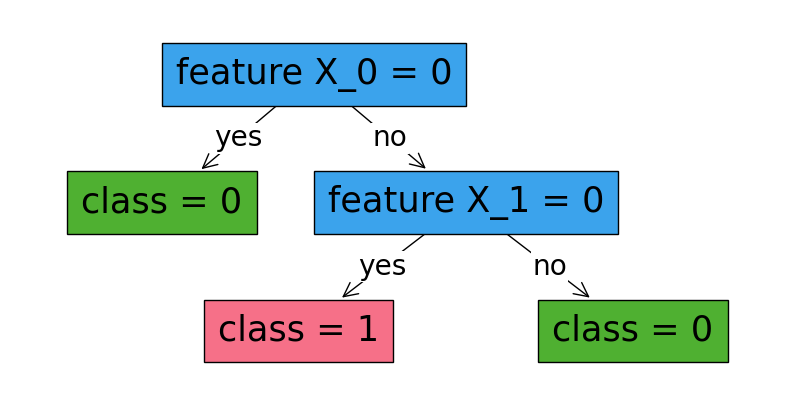 feature X_0 = 0
yes
no
class = 0
feature X_1 = 0
yes
no
class = 1
class = 0